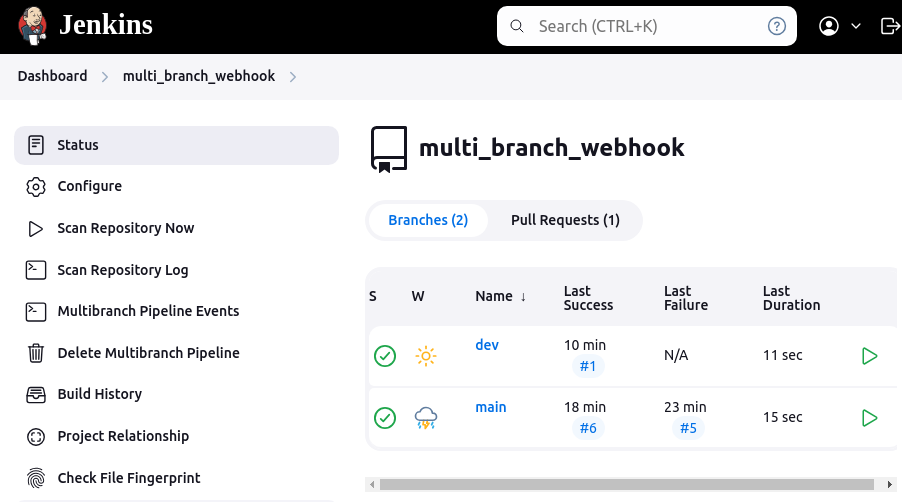 Jenkins
Search (CTRL+K)
Dashboard
multi_branch_webhook
Status
Configure
Scan Repository Now
Scan Repository Log
Multibranch Pipeline Events
Delete Multibranch Pipeline
Build History
Project Relationship
Check File Fingerprint
multi_branch_webhook
Branches (2) Pull Requests (1)
S W Name ↓ Last Success Last Failure Last Duration
dev 10 min #1 N/A 11 sec
main 18 min #6 23 min #5 15 sec